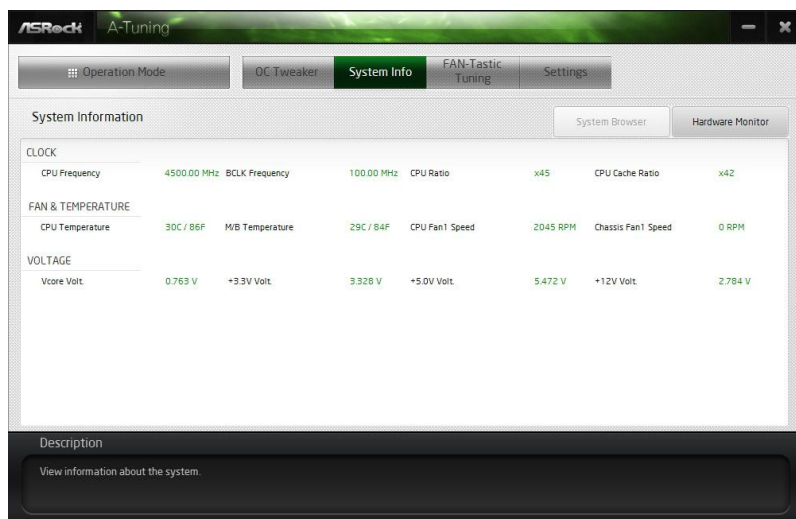 ASRock A-Tuning
Operation Mode
OC Tweaker
System Info
FAN-Tastic
Tuning
Settings
System Information
System Browser
Hardware Monitor
CLOCK
CPU Frequency 4500.00 MHz BCLK Frequency 100.00 MHz CPU Ratio x45 CPU Cache Ratio x42
FAN & TEMPERATURE
CPU Temperature 30C / 86F M/B Temperature 29C / 84F CPU Fan1 Speed 2045 RPM Chassis Fan1 Speed 0 RPM
VOLTAGE
Vcore Volt. 0.763 V +3.3V Volt. 3.328 V +5.0V Volt. 5.472 V +12V Volt. 2.784 V
Description
View information about the system.